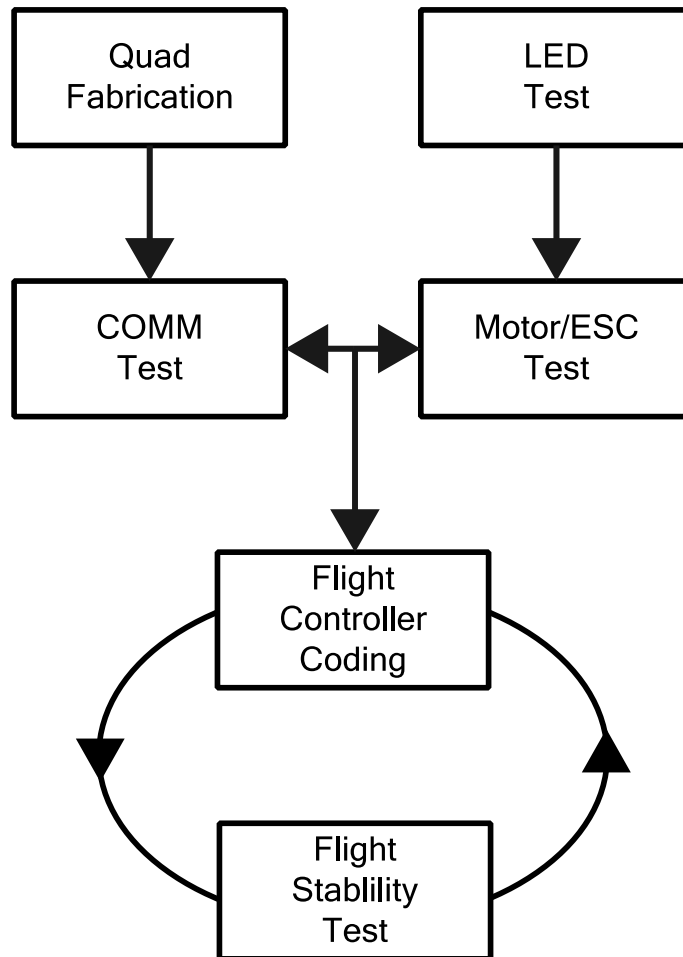 Quad
Fabrication
LED
Test
COMM
Test
Motor/ESC
Test
Flight
Controller
Coding
Flight
Stablility
Test